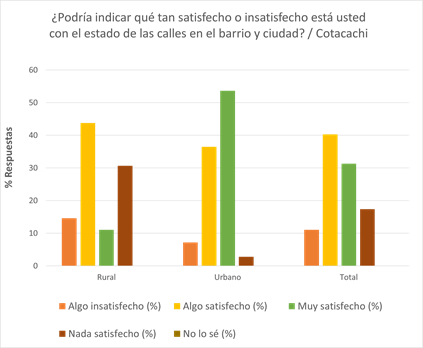 ¿Podría indicar qué tan satisfecho o insatisfecho está usted
con el estado de las calles en el barrio y ciudad? / Cotacachi
% Respuestas
60
50
40
30
20
10
0
Rural Urbano Total
Algo insatisfecho (%) Algo satisfecho (%) Muy satisfecho (%)
Nada satisfecho (%) No lo sé (%)